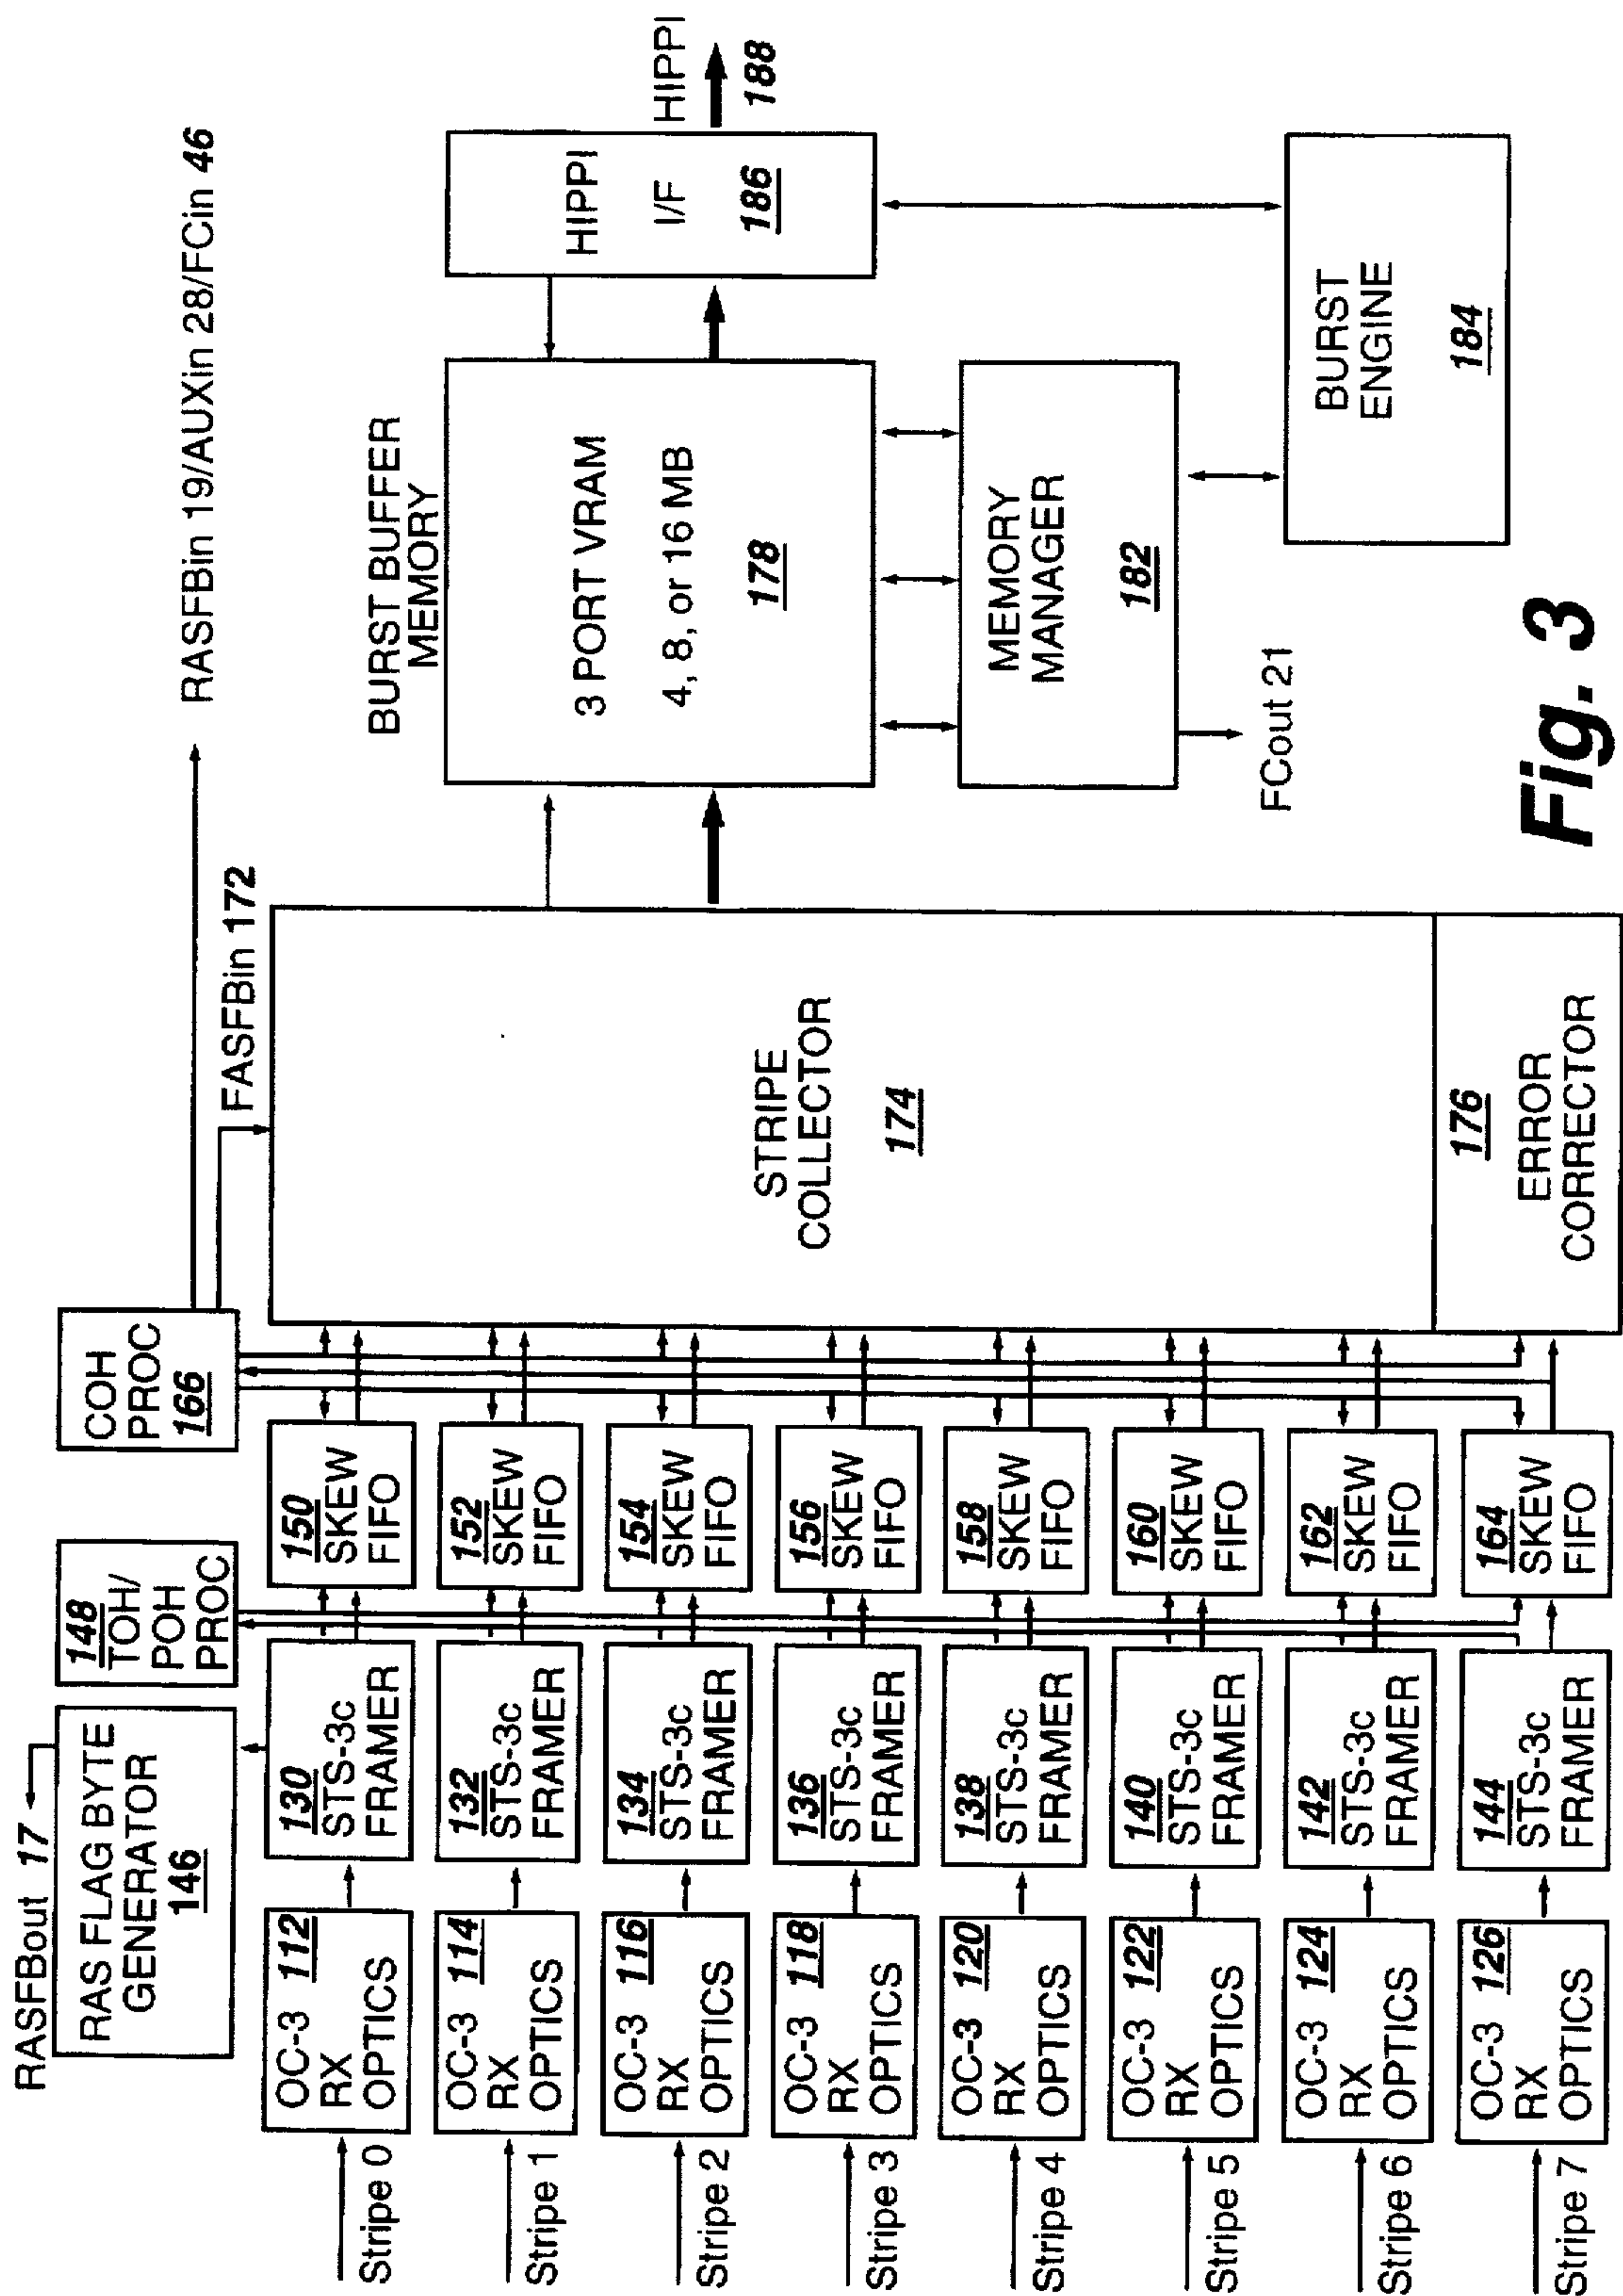 RASFBout 17
RAS FLAG BYTE
GENERATOR
146
148
TOH/
POH
PROC
COH
PROC
166
RASFBin 19/AUXin 28/FCin 46
FASFBin 172
Stripe 0
OC-3 112
RX
OPTICS
130
STS-3c
FRAMER
150
SKEW
FIFO
Stripe 1
OC-3 114
RX
OPTICS
132
STS-3c
FRAMER
152
SKEW
FIFO
Stripe 2
OC-3 116
RX
OPTICS
134
STS-3c
FRAMER
154
SKEW
FIFO
Stripe 3
OC-3 118
RX
OPTICS
136
STS-3c
FRAMER
156
SKEW
FIFO
Stripe 4
OC-3 120
RX
OPTICS
138
STS-3c
FRAMER
158
SKEW
FIFO
Stripe 5
OC-3 122
RX
OPTICS
140
STS-3c
FRAMER
160
SKEW
FIFO
Stripe 6
OC-3 124
RX
OPTICS
142
STS-3c
FRAMER
162
SKEW
FIFO
Stripe 7
OC-3 126
RX
OPTICS
144
STS-3c
FRAMER
164
SKEW
FIFO
STRIPE
COLLECTOR
174
176
ERROR
CORRECTOR
BURST BUFFER
MEMORY
3 PORT VRAM
4, 8, or 16 MB
178
MEMORY
MANAGER
182
FCout 21
HIPPI
I/F
186
HIPPI
188
BURST
ENGINE
184
Fig. 3